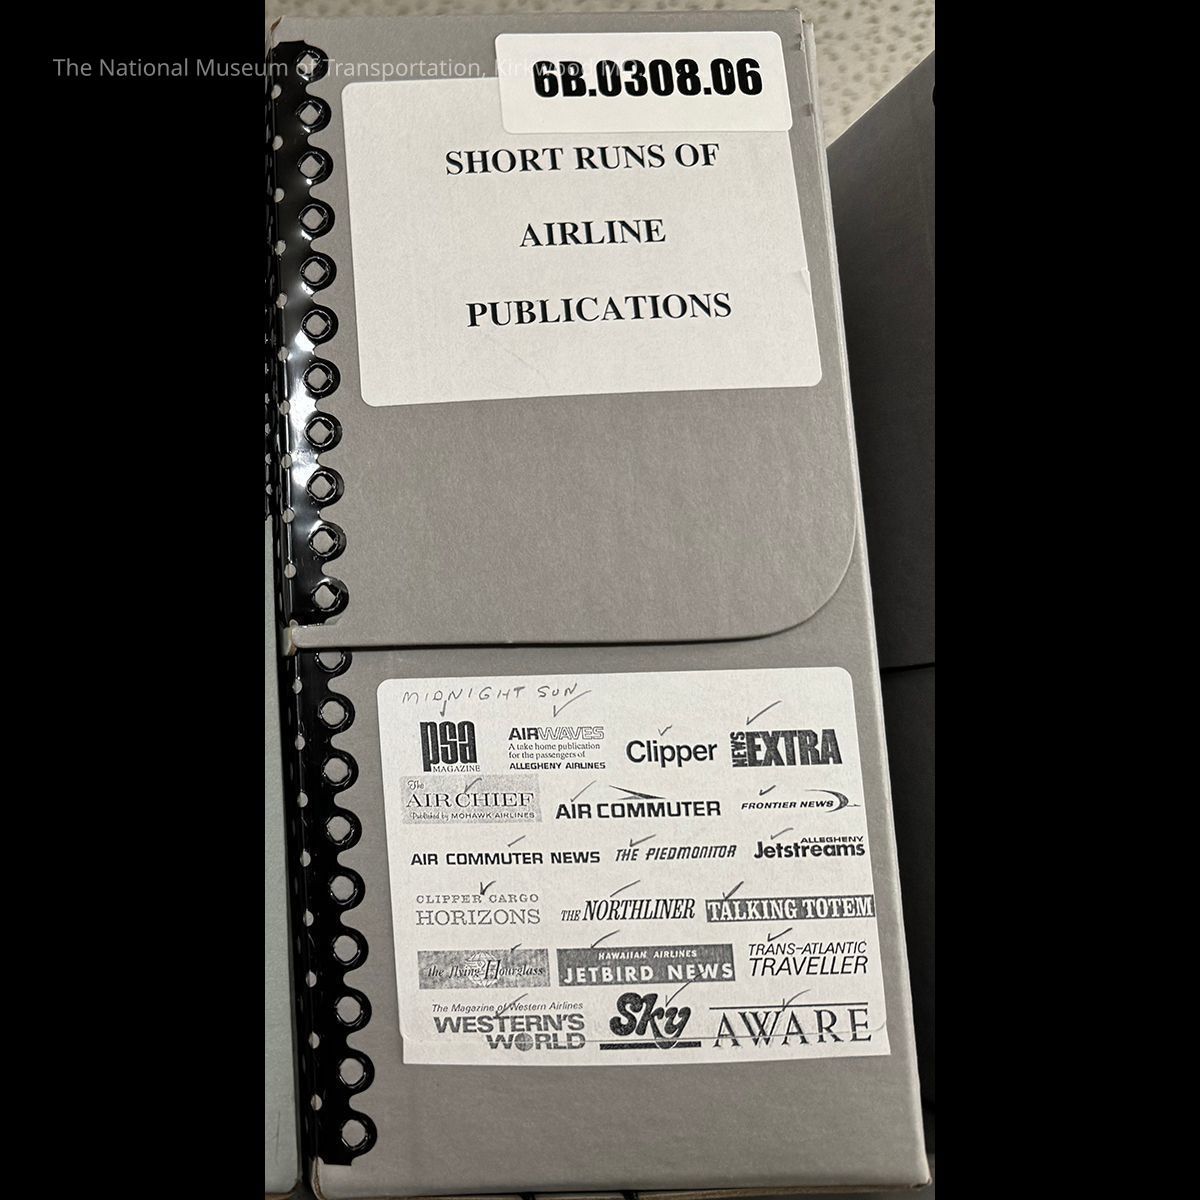 The National Museum of Transportation, Kirkwood MO
6B.0308.06
SHORT RUNS OF
AIRLINE
PUBLICATIONS
MIDNIGHT SUN
psa
MAGAZINE
AIRWAVES
A take home publication
for the passengers of
ALLEGHENY AIRLINES
Clipper
NEWS EXTRA
The
AIR CHIEF
Published by MOHAWK AIRLINES
AIR COMMUTER
FRONTIER NEWS
AIR COMMUTER NEWS
THE PIEDMONITOR
ALLEGHENY
Jetstreams
CLIPPER CARGO
HORIZONS
THE NORTHLINER
TALKING TOTEM
the flying Hourglass
HAWAIIAN AIRLINES
JETBIRD NEWS
TRANS-ATLANTIC
TRAVELLER
The Magazine of Western Airlines
WESTERN'S
WORLD
Sky
AWARE